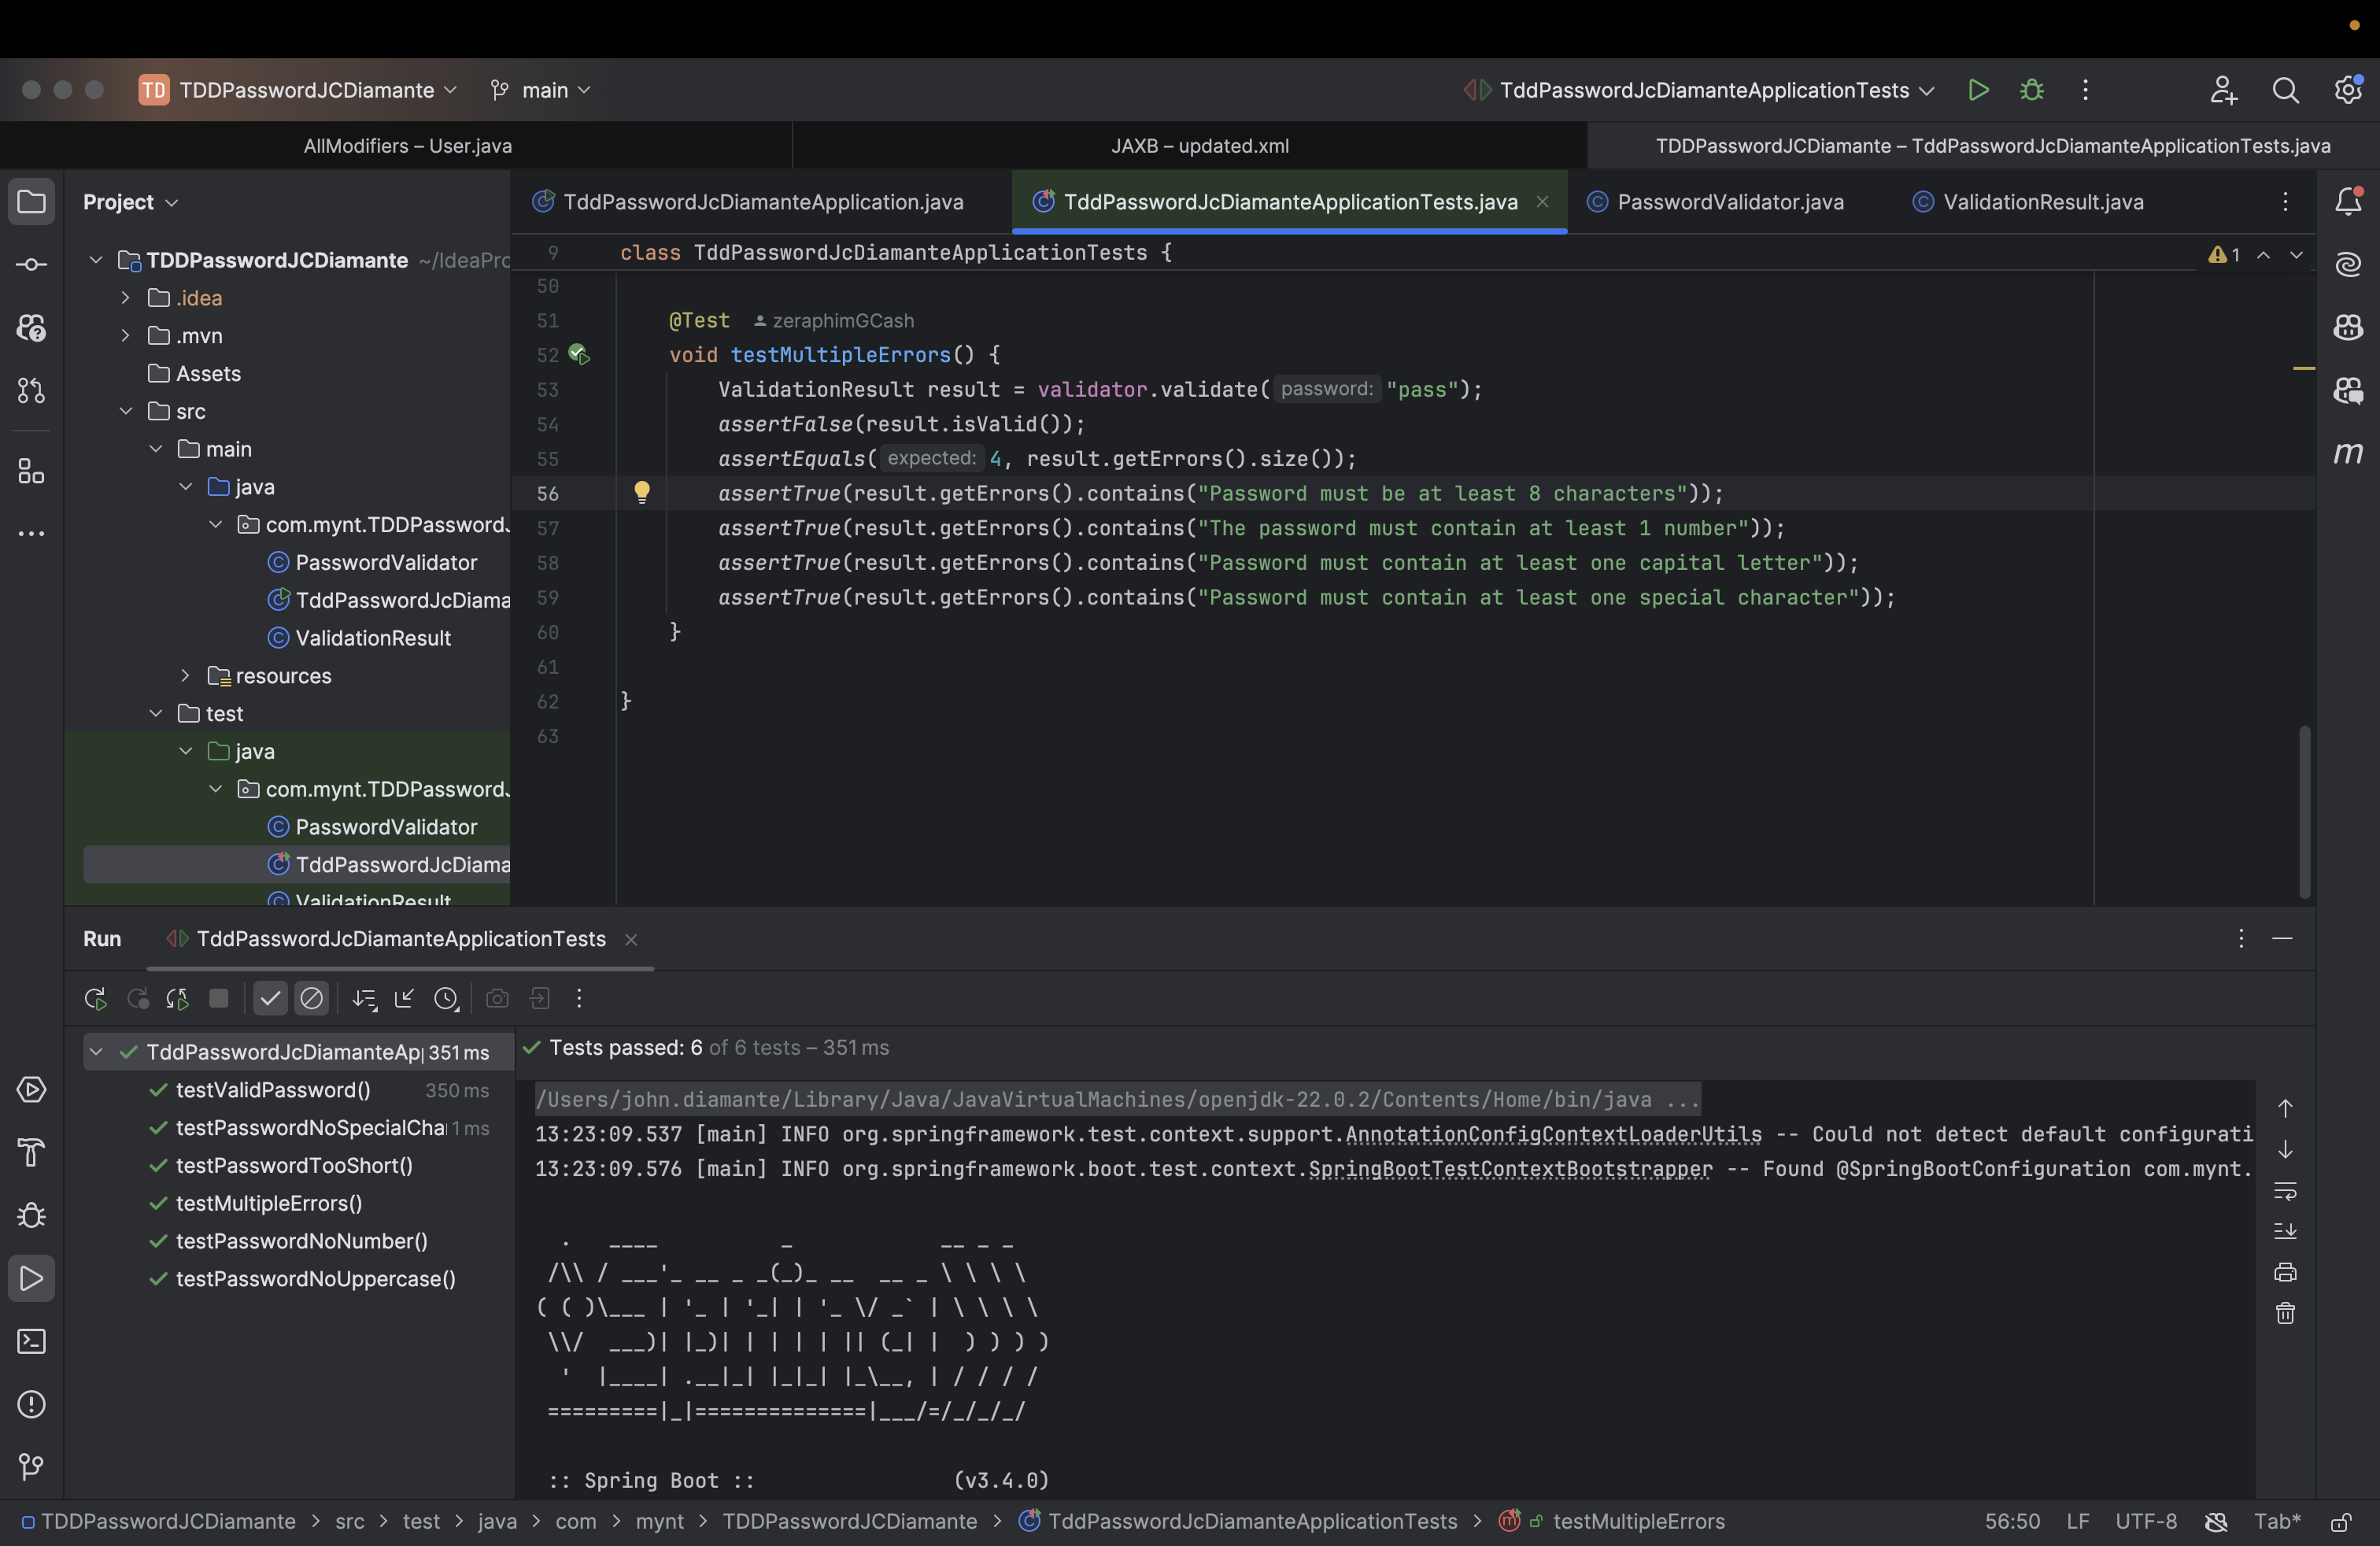 TD TDDPasswordJCDiamante main TddPasswordJcDiamanteApplicationTests
AllModifiers – User.java JAXB – updated.xml TDDPasswordJCDiamante – TddPasswordJcDiamanteApplicationTests.java
Project
TDDPasswordJCDiamante ~/IdeaPro
.idea
.mvn
Assets
src
main
java
com.mynt.TDDPasswordJ
PasswordValidator
TddPasswordJcDiama
ValidationResult
resources
test
java
com.mynt.TDDPasswordJ
PasswordValidator
TddPasswordJcDiama
ValidationResult
TddPasswordJcDiamanteApplication.java TddPasswordJcDiamanteApplicationTests.java PasswordValidator.java ValidationResult.java
9 class TddPasswordJcDiamanteApplicationTests { 1
50
51 @Test zeraphimGCash
52 void testMultipleErrors() {
53 ValidationResult result = validator.validate( password: "pass");
54 assertFalse(result.isValid());
55 assertEquals( expected: 4, result.getErrors().size());
56 assertTrue(result.getErrors().contains("Password must be at least 8 characters"));
57 assertTrue(result.getErrors().contains("The password must contain at least 1 number"));
58 assertTrue(result.getErrors().contains("Password must contain at least one capital letter"));
59 assertTrue(result.getErrors().contains("Password must contain at least one special character"));
60 }
61
62 }
63
Run TddPasswordJcDiamanteApplicationTests
TddPasswordJcDiamanteAp 351 ms
testValidPassword() 350 ms
testPasswordNoSpecialCha 1 ms
testPasswordTooShort()
testMultipleErrors()
testPasswordNoNumber()
testPasswordNoUppercase()
Tests passed: 6 of 6 tests – 351 ms
/Users/john.diamante/Library/Java/JavaVirtualMachines/openjdk-22.0.2/Contents/Home/bin/java ...
13:23:09.537 [main] INFO org.springframework.test.context.support.AnnotationConfigContextLoaderUtils -- Could not detect default configurati
13:23:09.576 [main] INFO org.springframework.boot.test.context.SpringBootTestContextBootstrapper -- Found @SpringBootConfiguration com.mynt.
  .   ____          _            __ _ _
 /\\ / ___'_ __ _ _(_)_ __  __ _ \ \ \ \
( ( )\___ | '_ | '_| | '_ \/ _` | \ \ \ \
 \\/  ___)| |_)| | | | | || (_| |  ) ) ) )
  '  |____| .__|_| |_|_| |_\__, | / / / /
 =========|_|==============|___/=/_/_/_/
:: Spring Boot :: (v3.4.0)
TDDPasswordJCDiamante > src > test > java > com > mynt > TDDPasswordJCDiamante > TddPasswordJcDiamanteApplicationTests > testMultipleErrors 56:50 LF UTF-8 Tab*